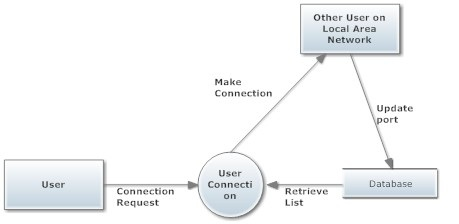 Other User on
Local Area
Network
Make
Connection
Update
port
User
Connection
Request
User
Connecti
on
Retrieve
List
Database